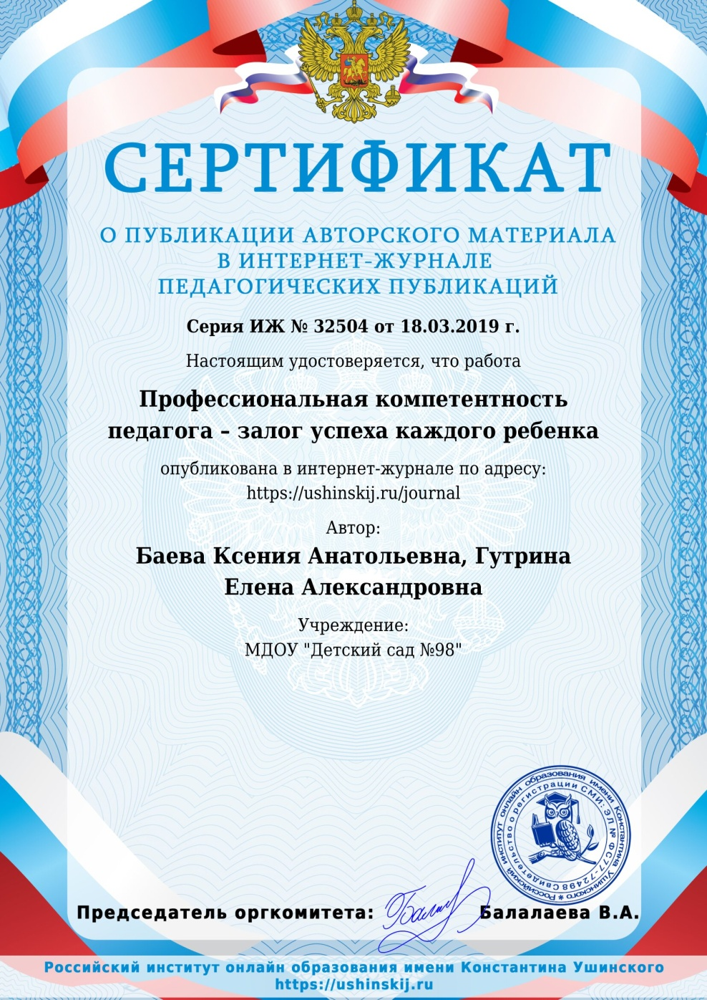 СЕРТИФИКАТ
О ПУБЛИКАЦИИ АВТОРСКОГО МАТЕРИАЛА
В ИНТЕРНЕТ-ЖУРНАЛЕ
ПЕДАГОГИЧЕСКИХ ПУБЛИКАЦИЙ
Серия ИЖ № 32504 от 18.03.2019 г.
Настоящим удостоверяется, что работа
Профессиональная компетентность
педагога – залог успеха каждого ребенка
опубликована в интернет-журнале по адресу:
https://ushinskij.ru/journal
Автор:
Баева Ксения Анатольевна, Гутрина
Елена Александровна
Учреждение:
МДОУ "Детский сад №98"
Российский институт онлайн образования имени Константина Ушинского *
Свидетельство о регистрации СМИ: ЭЛ № ФС77-72498
Председатель оргкомитета: Балалаева В.А.
Российский институт онлайн образования имени Константина Ушинского
https://ushinskij.ru